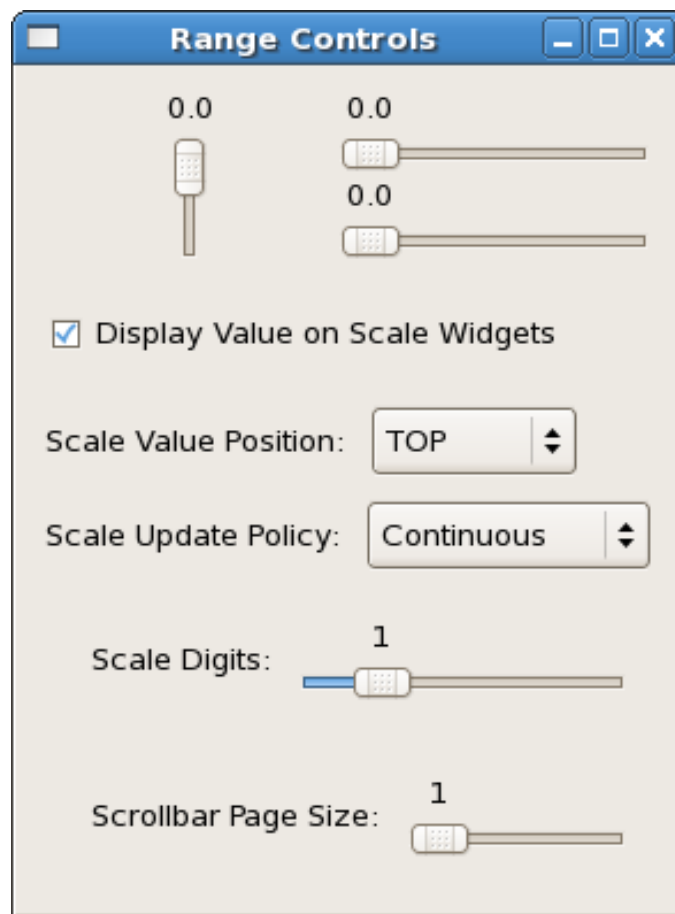 Range Controls
0.0 0.0
0.0
Display Value on Scale Widgets
Scale Value Position: TOP
Scale Update Policy: Continuous
1
Scale Digits:
1
Scrollbar Page Size: